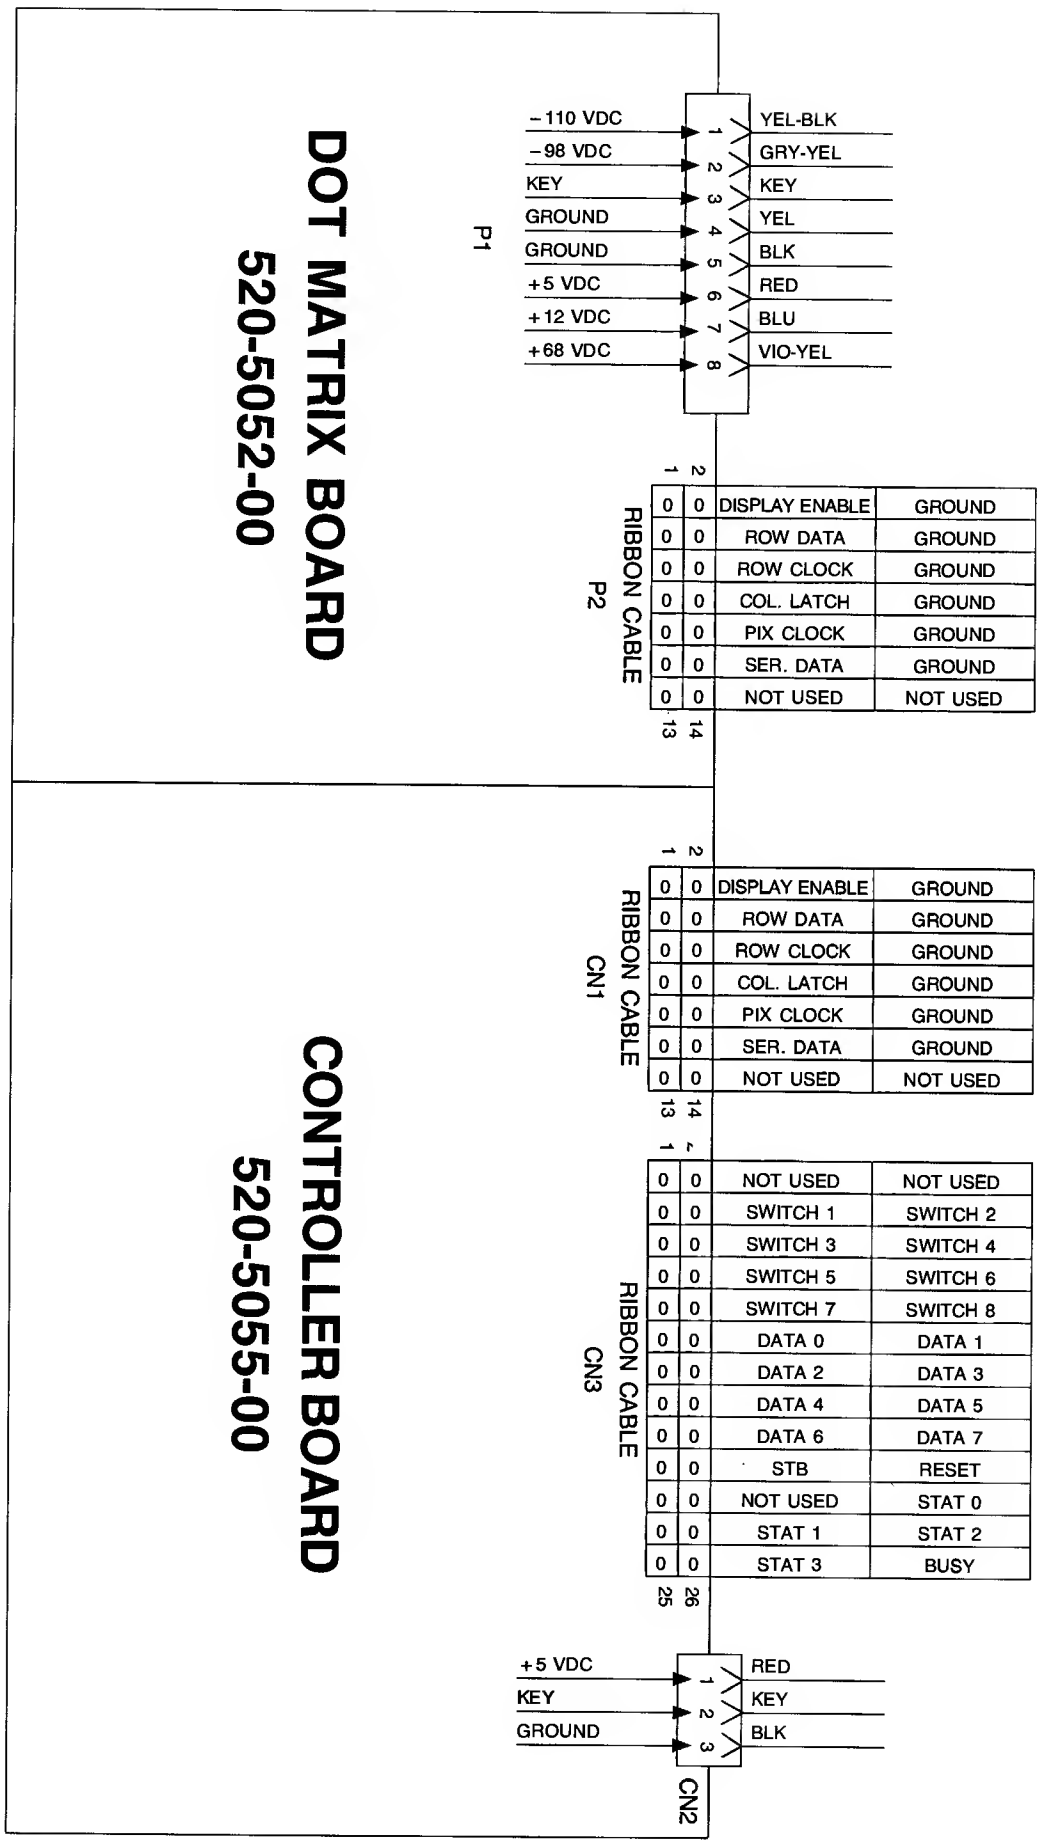 DOT MATRIX BOARD
520-5052-00
P1
-110 VDC 1 YEL-BLK
-98 VDC 2 GRY-YEL
KEY 3 KEY
GROUND 4 YEL
GROUND 5 BLK
+5 VDC 6 RED
+12 VDC 7 BLU
+68 VDC 8 VIO-YEL
1 2
0 0 DISPLAY ENABLE GROUND
0 0 ROW DATA GROUND
0 0 ROW CLOCK GROUND
0 0 COL. LATCH GROUND
0 0 PIX CLOCK GROUND
0 0 SER. DATA GROUND
0 0 NOT USED NOT USED
13 14
RIBBON CABLE
P2
CONTROLLER BOARD
520-5055-00
1 2
0 0 DISPLAY ENABLE GROUND
0 0 ROW DATA GROUND
0 0 ROW CLOCK GROUND
0 0 COL. LATCH GROUND
0 0 PIX CLOCK GROUND
0 0 SER. DATA GROUND
0 0 NOT USED NOT USED
13 14
RIBBON CABLE
CN1
1
0 0 NOT USED NOT USED
0 0 SWITCH 1 SWITCH 2
0 0 SWITCH 3 SWITCH 4
0 0 SWITCH 5 SWITCH 6
0 0 SWITCH 7 SWITCH 8
0 0 DATA 0 DATA 1
0 0 DATA 2 DATA 3
0 0 DATA 4 DATA 5
0 0 DATA 6 DATA 7
0 0 STB RESET
0 0 NOT USED STAT 0
0 0 STAT 1 STAT 2
0 0 STAT 3 BUSY
25 26
RIBBON CABLE
CN3
+5 VDC 1 RED
KEY 2 KEY
GROUND 3 BLK
CN2